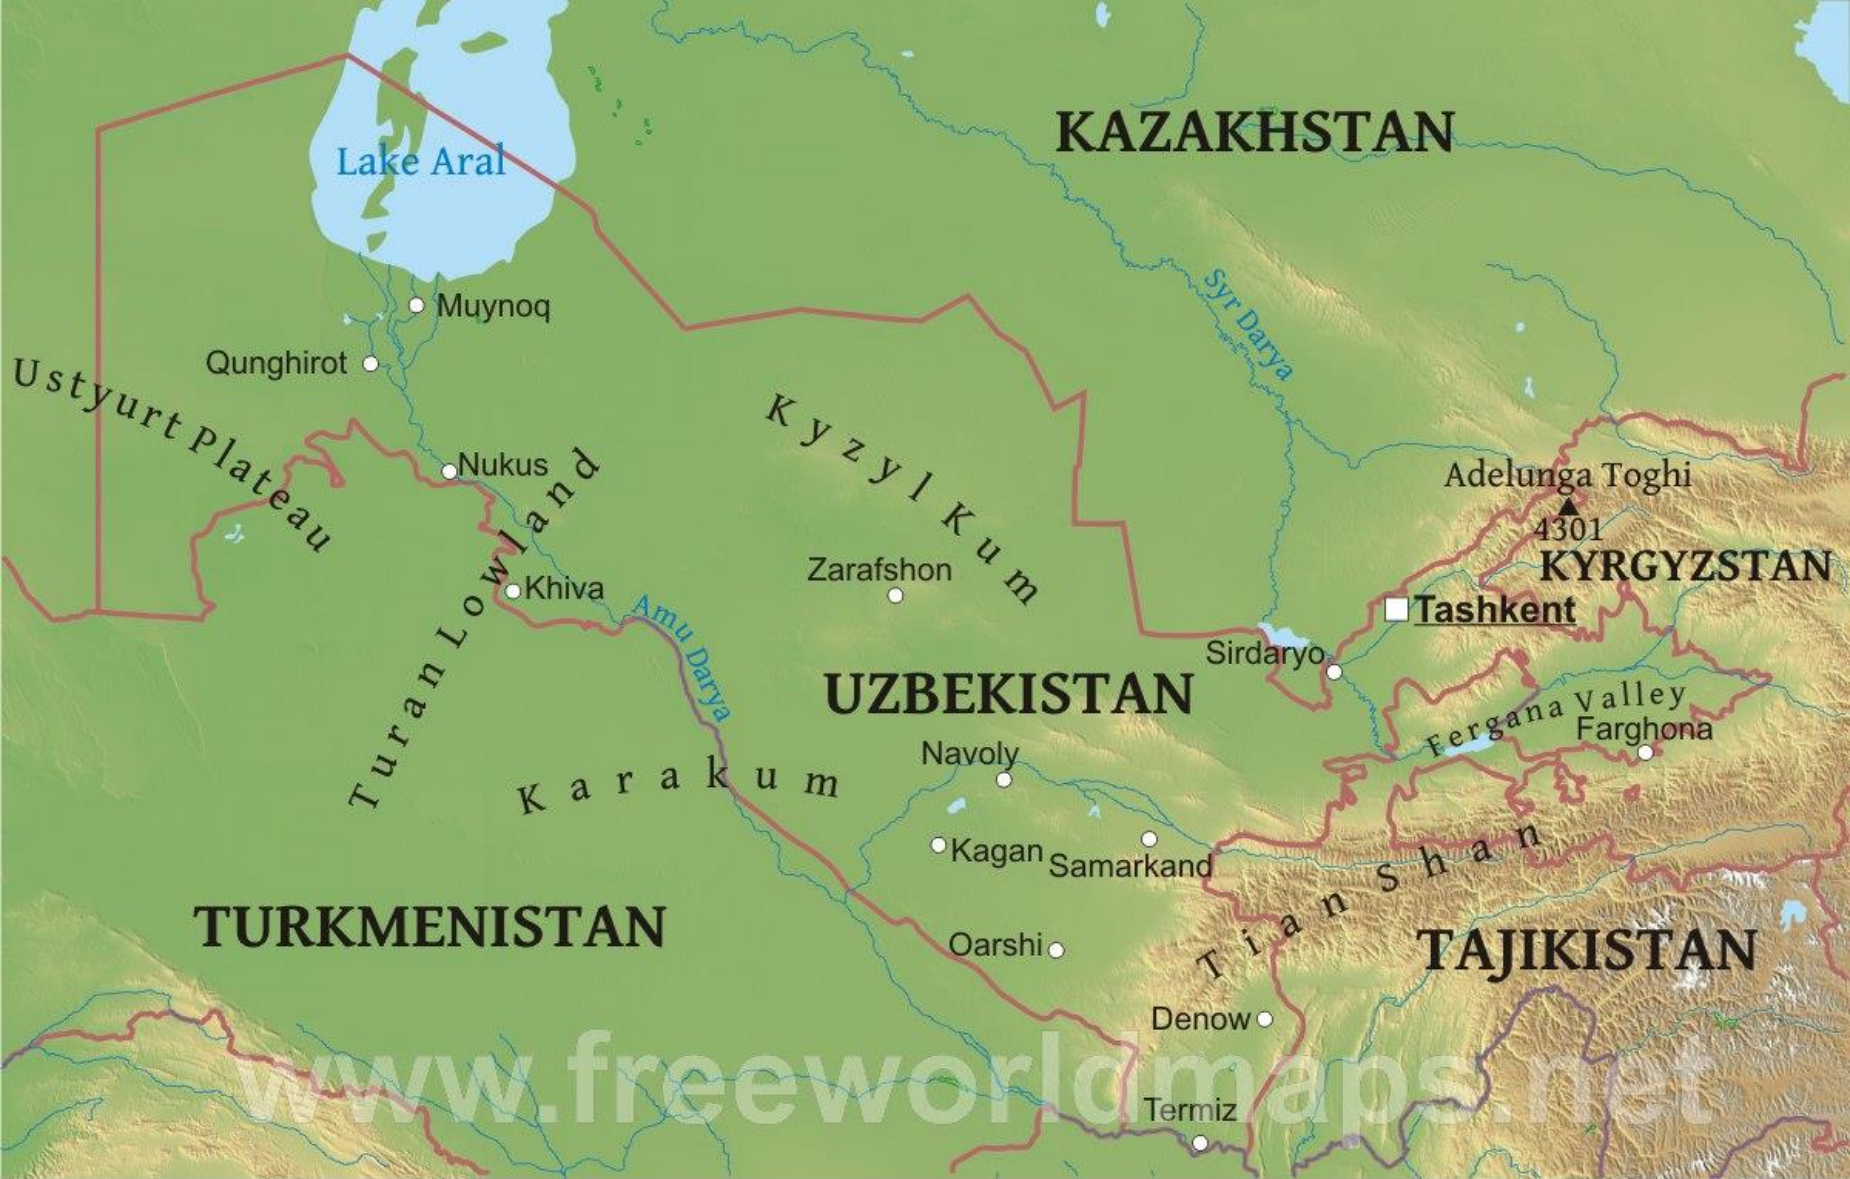 KAZAKHSTAN
Lake Aral
Syr Darya
Muynoq
Qunghirot
Ustyurt Plateau
Kyzyl Kum
Nukus
Adelunga Toghi
4301
KYRGYZSTAN
Turan Lowland
Zarafshon
Khiva
Amu Darya
Tashkent
Sirdaryo
UZBEKISTAN
Fergana Valley
Farghona
Navoly
Karakum
Kagan
Samarkand
Tian Shan
TURKMENISTAN
Oarshi
TAJIKISTAN
Denow
www.freeworldmaps.net
Termiz